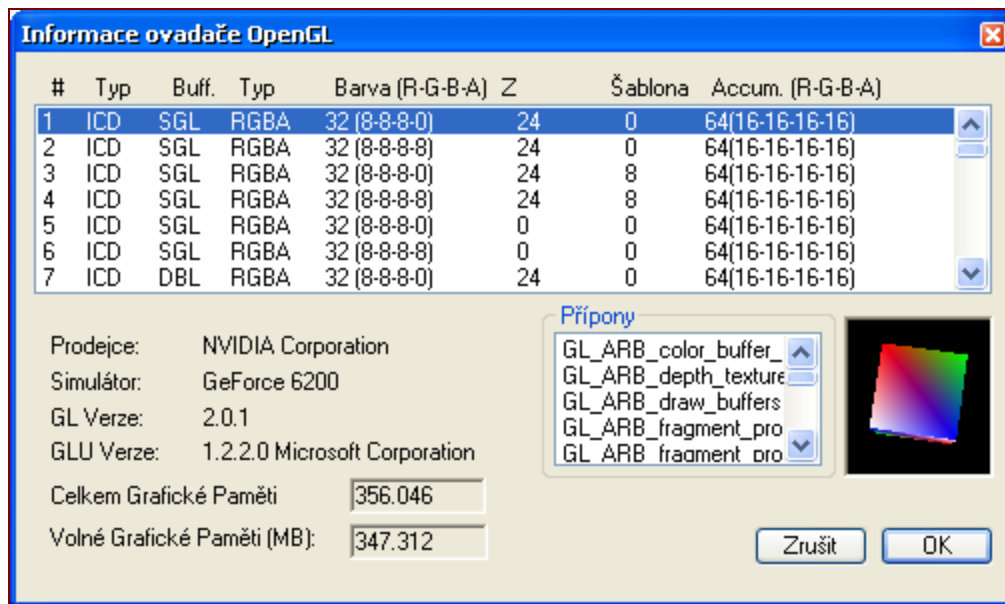 Informace ovadače OpenGL
# Typ Buff. Typ Barva (R-G-B-A) Z Šablona Accum. (R-G-B-A)
1 ICD SGL RGBA 32 (8-8-8-0) 24 0 64(16-16-16-16)
2 ICD SGL RGBA 32 (8-8-8-8) 24 0 64(16-16-16-16)
3 ICD SGL RGBA 32 (8-8-8-0) 24 8 64(16-16-16-16)
4 ICD SGL RGBA 32 (8-8-8-8) 24 8 64(16-16-16-16)
5 ICD SGL RGBA 32 (8-8-8-0) 0 0 64(16-16-16-16)
6 ICD SGL RGBA 32 (8-8-8-8) 0 0 64(16-16-16-16)
7 ICD DBL RGBA 32 (8-8-8-0) 24 0 64(16-16-16-16)
Prodejce: NVIDIA Corporation
Simulátor: GeForce 6200
GL Verze: 2.0.1
GLU Verze: 1.2.2.0 Microsoft Corporation
Celkem Grafické Paměti 356.046
Volné Grafické Paměti (MB): 347.312
Přípony
GL_ARB_color_buffer_
GL_ARB_depth_texture
GL_ARB_draw_buffers
GL_ARB_fragment_pro
GL_ARB_fragment_pro
Zrušit OK